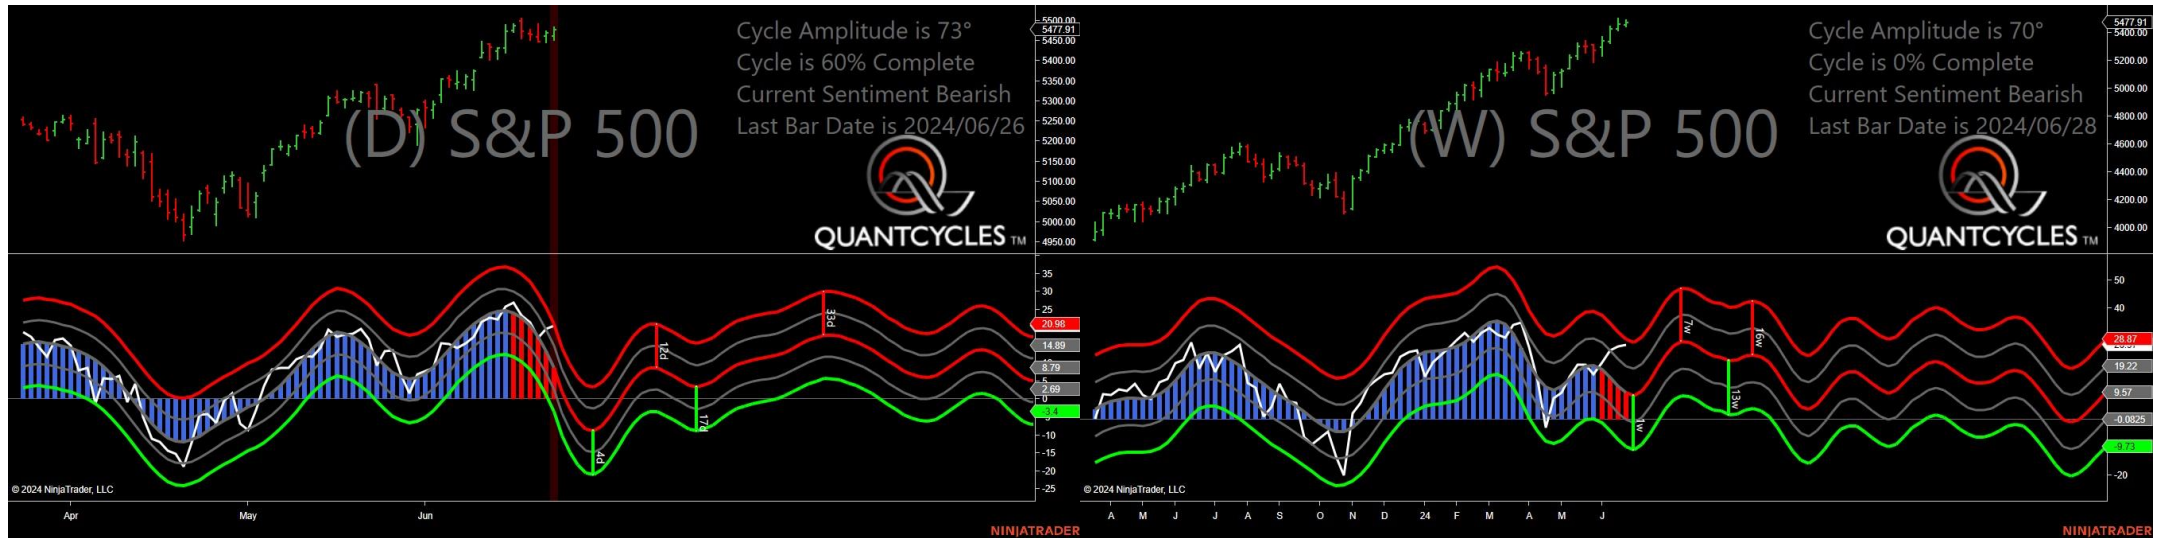 Cycle Amplitude is 73°
Cycle is 60% Complete
Current Sentiment Bearish
Last Bar Date is 2024/06/26
(D) S&P 500
QUANTCYCLES TM
5500.00
5477.91
5450.00
5400.00
5350.00
5300.00
5250.00
5200.00
5150.00
5100.00
5050.00
5000.00
4950.00
35
30
25
20.98
14.89
8.79
5
2.69
0
-3.4
-10
-15
-20
-25
4d
12d
17d
33d
© 2024 NinjaTrader, LLC
Apr
May
Jun
NINJATRADER
Cycle Amplitude is 70°
Cycle is 0% Complete
Current Sentiment Bearish
Last Bar Date is 2024/06/28
(W) S&P 500
QUANTCYCLES TM
5477.91
5400.00
5200.00
5000.00
4800.00
4600.00
4400.00
4200.00
4000.00
50
40
28.87
19.22
9.57
-0.0825
-9.73
-20
1w
7w
13w
16w
© 2024 NinjaTrader, LLC
A M J J A S O N D 24 F M A M J
NINJATRADER